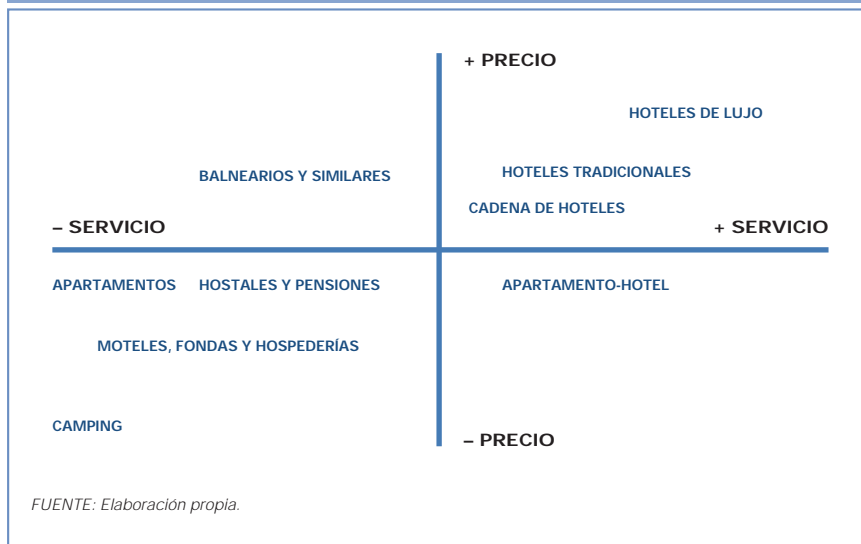 + PRECIO
HOTELES DE LUJO
BALNEARIOS Y SIMILARES
HOTELES TRADICIONALES
CADENA DE HOTELES
– SERVICIO
+ SERVICIO
APARTAMENTOS
HOSTALES Y PENSIONES
APARTAMENTO-HOTEL
MOTELES, FONDAS Y HOSPEDERÍAS
CAMPING
– PRECIO
FUENTE: Elaboración propia.